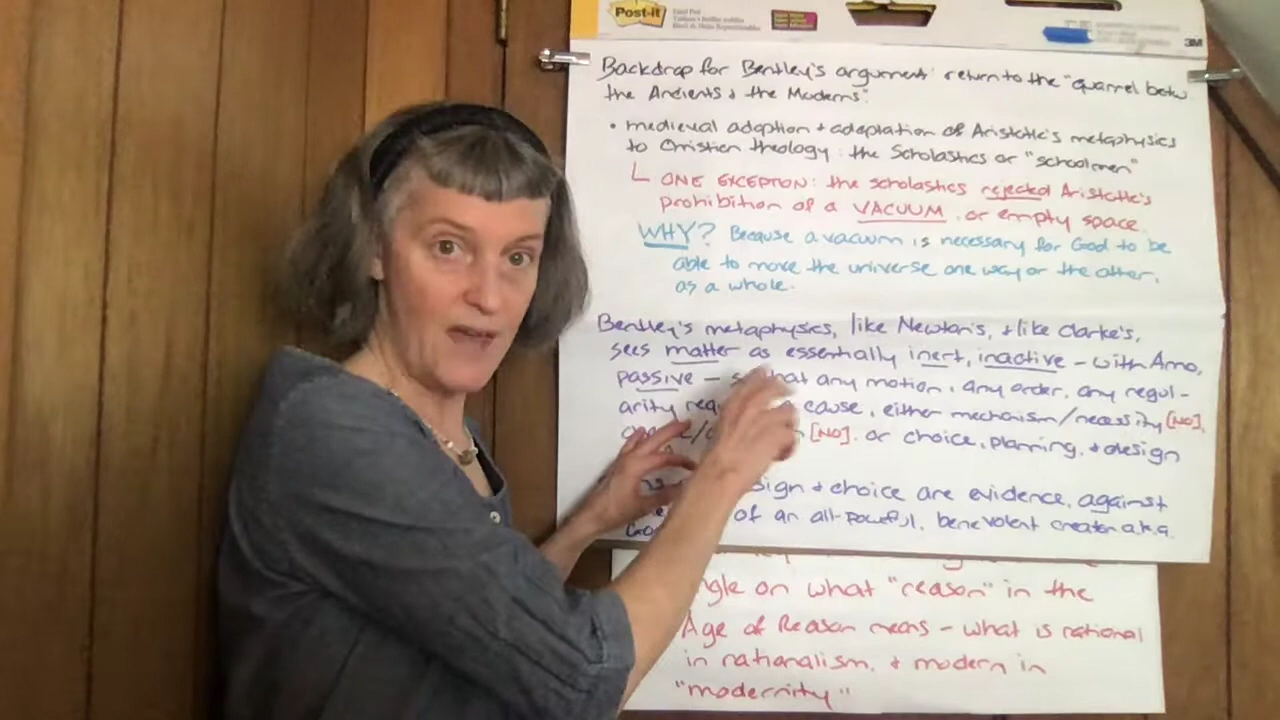 Post-it
3M
Backdrop for Bentley's argument: return to the "quarrel betw.
the Ancients + the Moderns".
• medieval adoption + adaptation of Aristotle's metaphysics
to Christian theology: the Scholastics or "schoolmen"
ONE EXCEPTION: the scholastics rejected Aristotle's
prohibition of a VACUUM, or empty space.
WHY? Because a vacuum is necessary for God to be
able to move the universe one way or the other,
as a whole.
Bentley's metaphysics, like Newton's, + like Clarke's,
sees matter as essentially inert, inactive – with Amo,
passive – so that any motion, any order, any regul-
arity cause, either mechanism/necessity [NO],
[NO], or choice, planning, + design
sign + choice are evidence, against
of an all-powerful, benevolent creator a.k.a.
on what "reason" in the
Age of Reason means – what is rational
in rationalism, + modern in
"modernity"